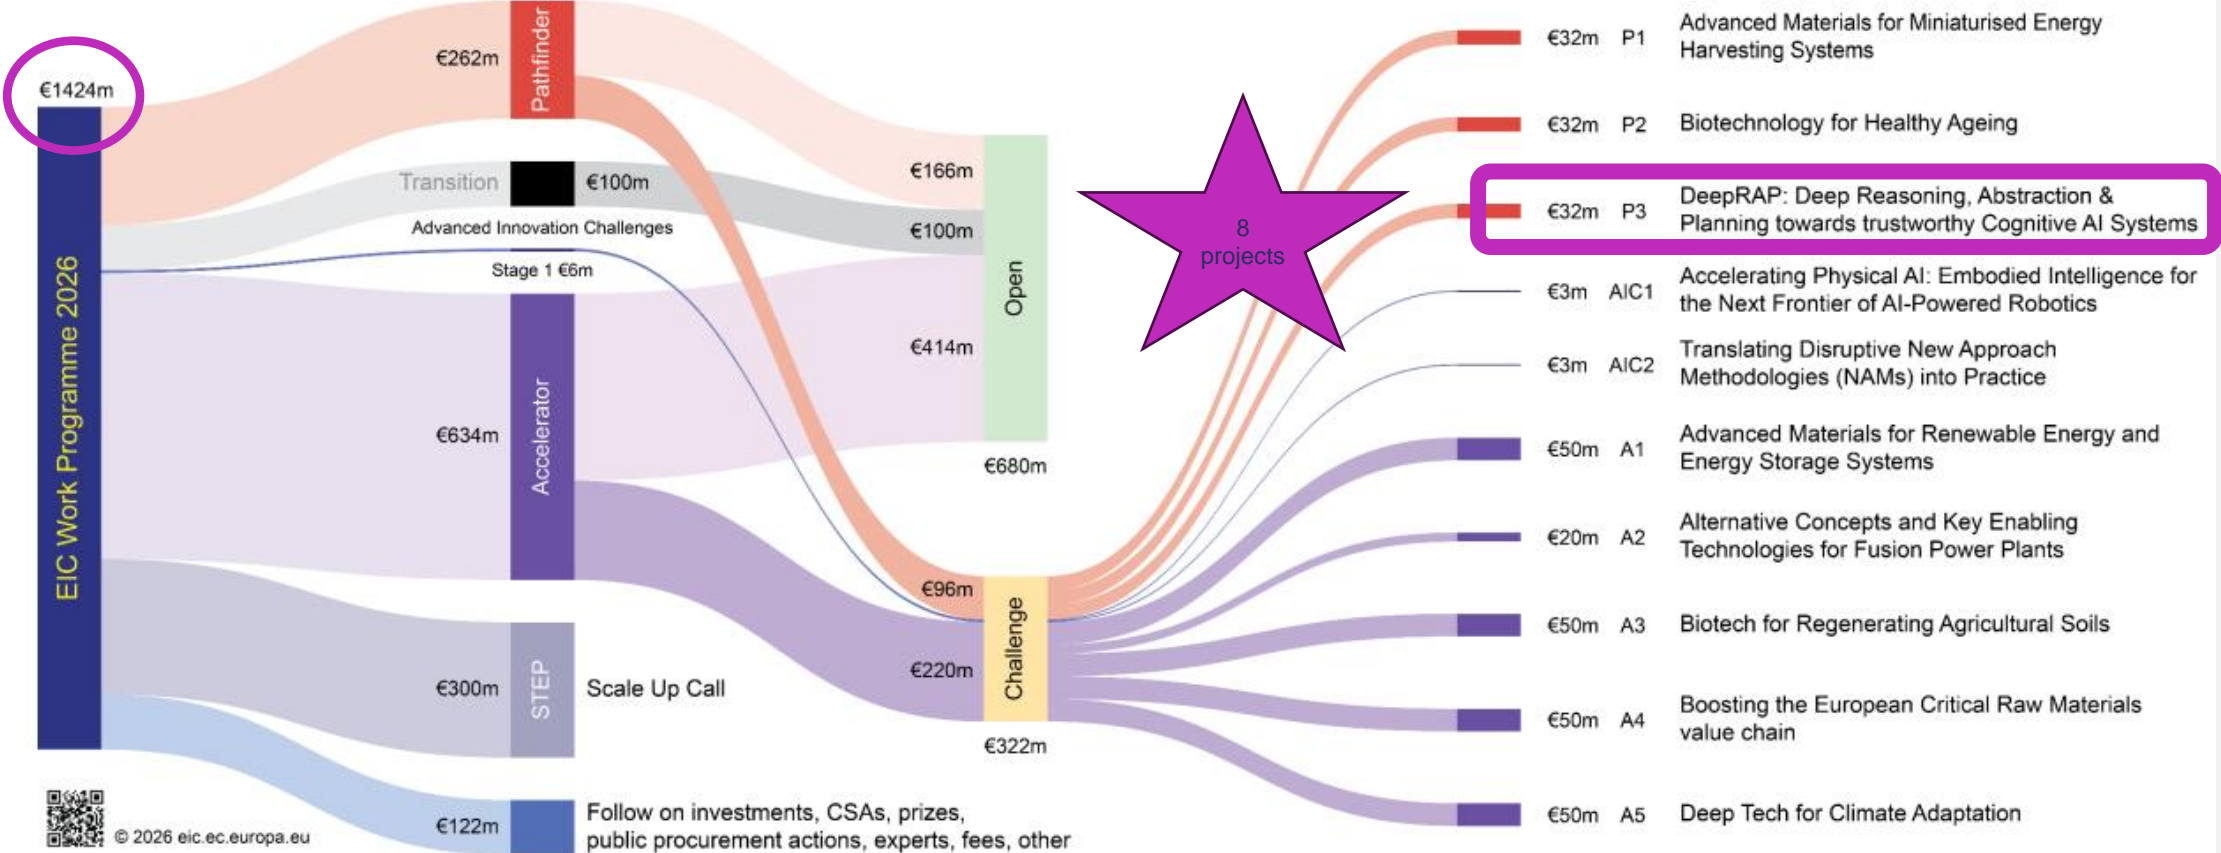 €1424m
EIC Work Programme 2026
€262m
Pathfinder
Transition
€100m
Advanced Innovation Challenges
Stage 1 €6m
€634m
Accelerator
€300m
STEP
Scale Up Call
€122m
Follow on investments, CSAs, prizes,
public procurement actions, experts, fees, other
© 2026 eic.ec.europa.eu
€166m
€100m
€414m
Open
€680m
€96m
€220m
Challenge
€322m
8
projects
€32m P1 Advanced Materials for Miniaturised Energy
Harvesting Systems
€32m P2 Biotechnology for Healthy Ageing
€32m P3 DeepRAP: Deep Reasoning, Abstraction &
Planning towards trustworthy Cognitive AI Systems
€3m AIC1 Accelerating Physical AI: Embodied Intelligence for
the Next Frontier of AI-Powered Robotics
€3m AIC2 Translating Disruptive New Approach
Methodologies (NAMs) into Practice
€50m A1 Advanced Materials for Renewable Energy and
Energy Storage Systems
€20m A2 Alternative Concepts and Key Enabling
Technologies for Fusion Power Plants
€50m A3 Biotech for Regenerating Agricultural Soils
€50m A4 Boosting the European Critical Raw Materials
value chain
€50m A5 Deep Tech for Climate Adaptation